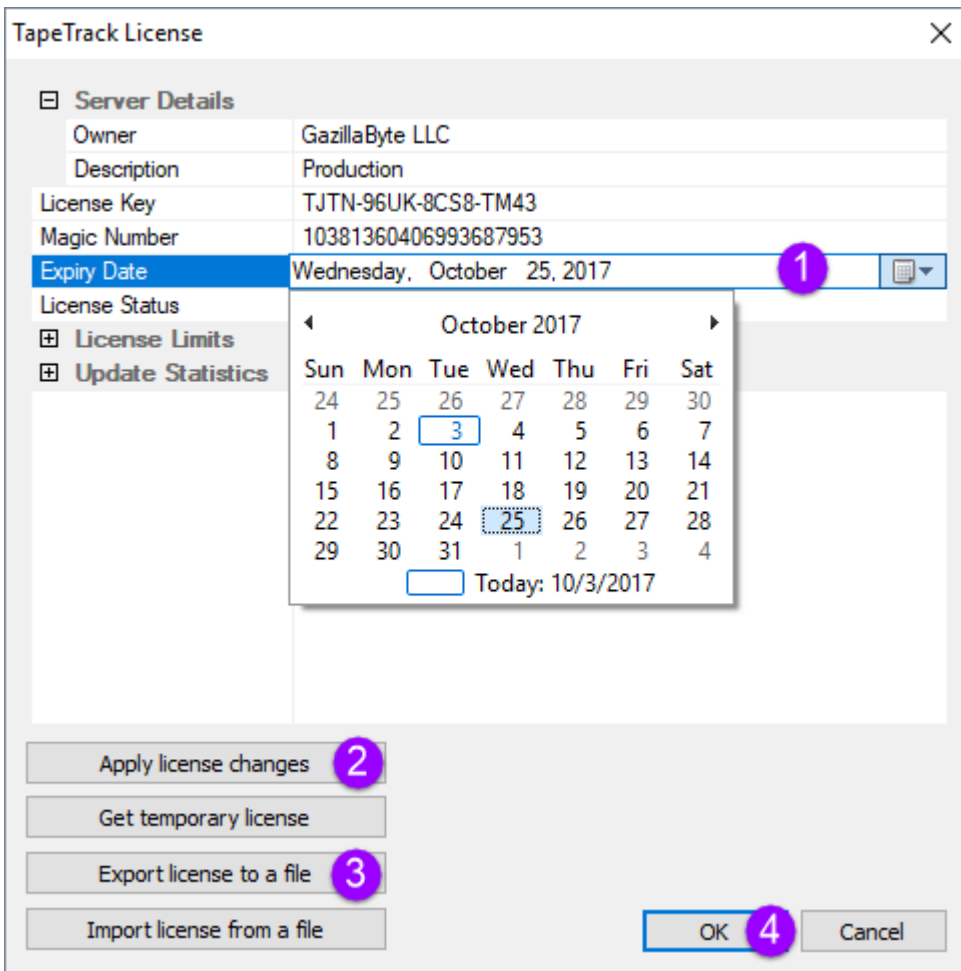 TapeTrack License
Server Details
Owner GazillaByte LLC
Description Production
License Key TJTN-96UK-8CS8-TM43
Magic Number 10381360406993687953
Expiry Date Wednesday, October 25, 2017 1
License Status
License Limits
Update Statistics
October 2017
Sun Mon Tue Wed Thu Fri Sat
24 25 26 27 28 29 30
1 2 3 4 5 6 7
8 9 10 11 12 13 14
15 16 17 18 19 20 21
22 23 24 25 26 27 28
29 30 31 1 2 3 4
Today: 10/3/2017
Apply license changes 2
Get temporary license
Export license to a file 3
Import license from a file
OK 4 Cancel